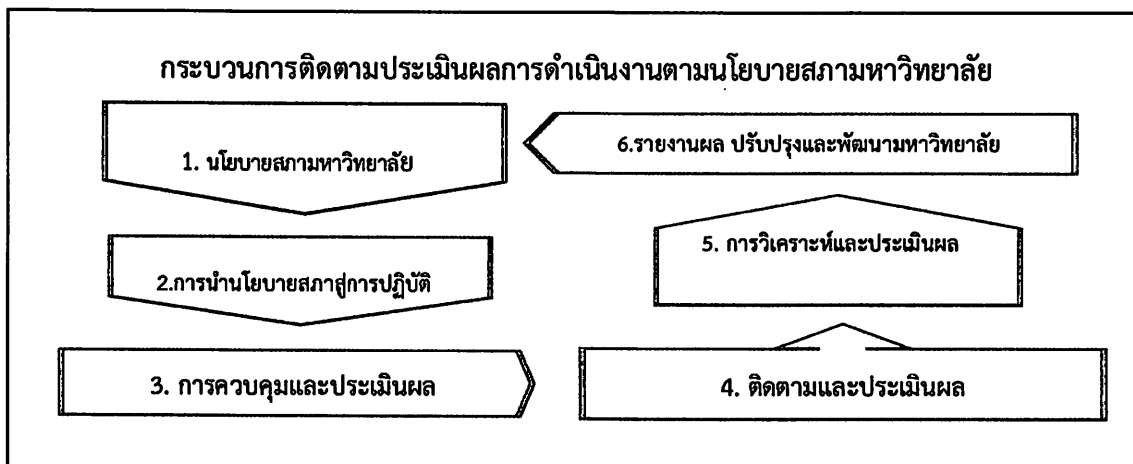 กระบวนการติดตามประเมินผลการดำเนินงานตามนโยบายสภามหาวิทยาลัย
1. นโยบายสภามหาวิทยาลัย
2.การนำนโยบายสภาสู่การปฏิบัติ
3. การควบคุมและประเมินผล
4. ติดตามและประเมินผล
5. การวิเคราะห์และประเมินผล
6.รายงานผล ปรับปรุงและพัฒนามหาวิทยาลัย